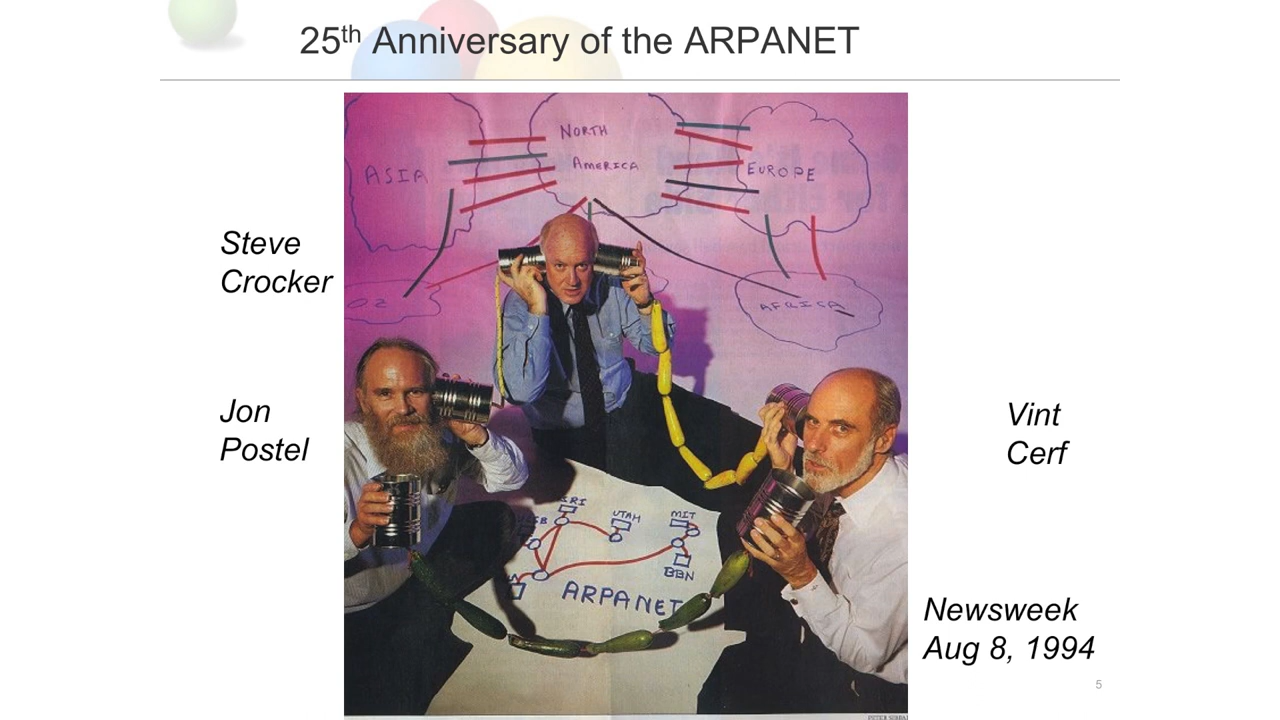 25th Anniversary of the ARPANET
NORTH
AMERICA
ASIA
EUROPE
Steve
Crocker
OZ
AFRICA
Jon
Postel
Vint
Cerf
SRI
UTAH
MIT
BBN
ARPANET
Newsweek
Aug 8, 1994
5